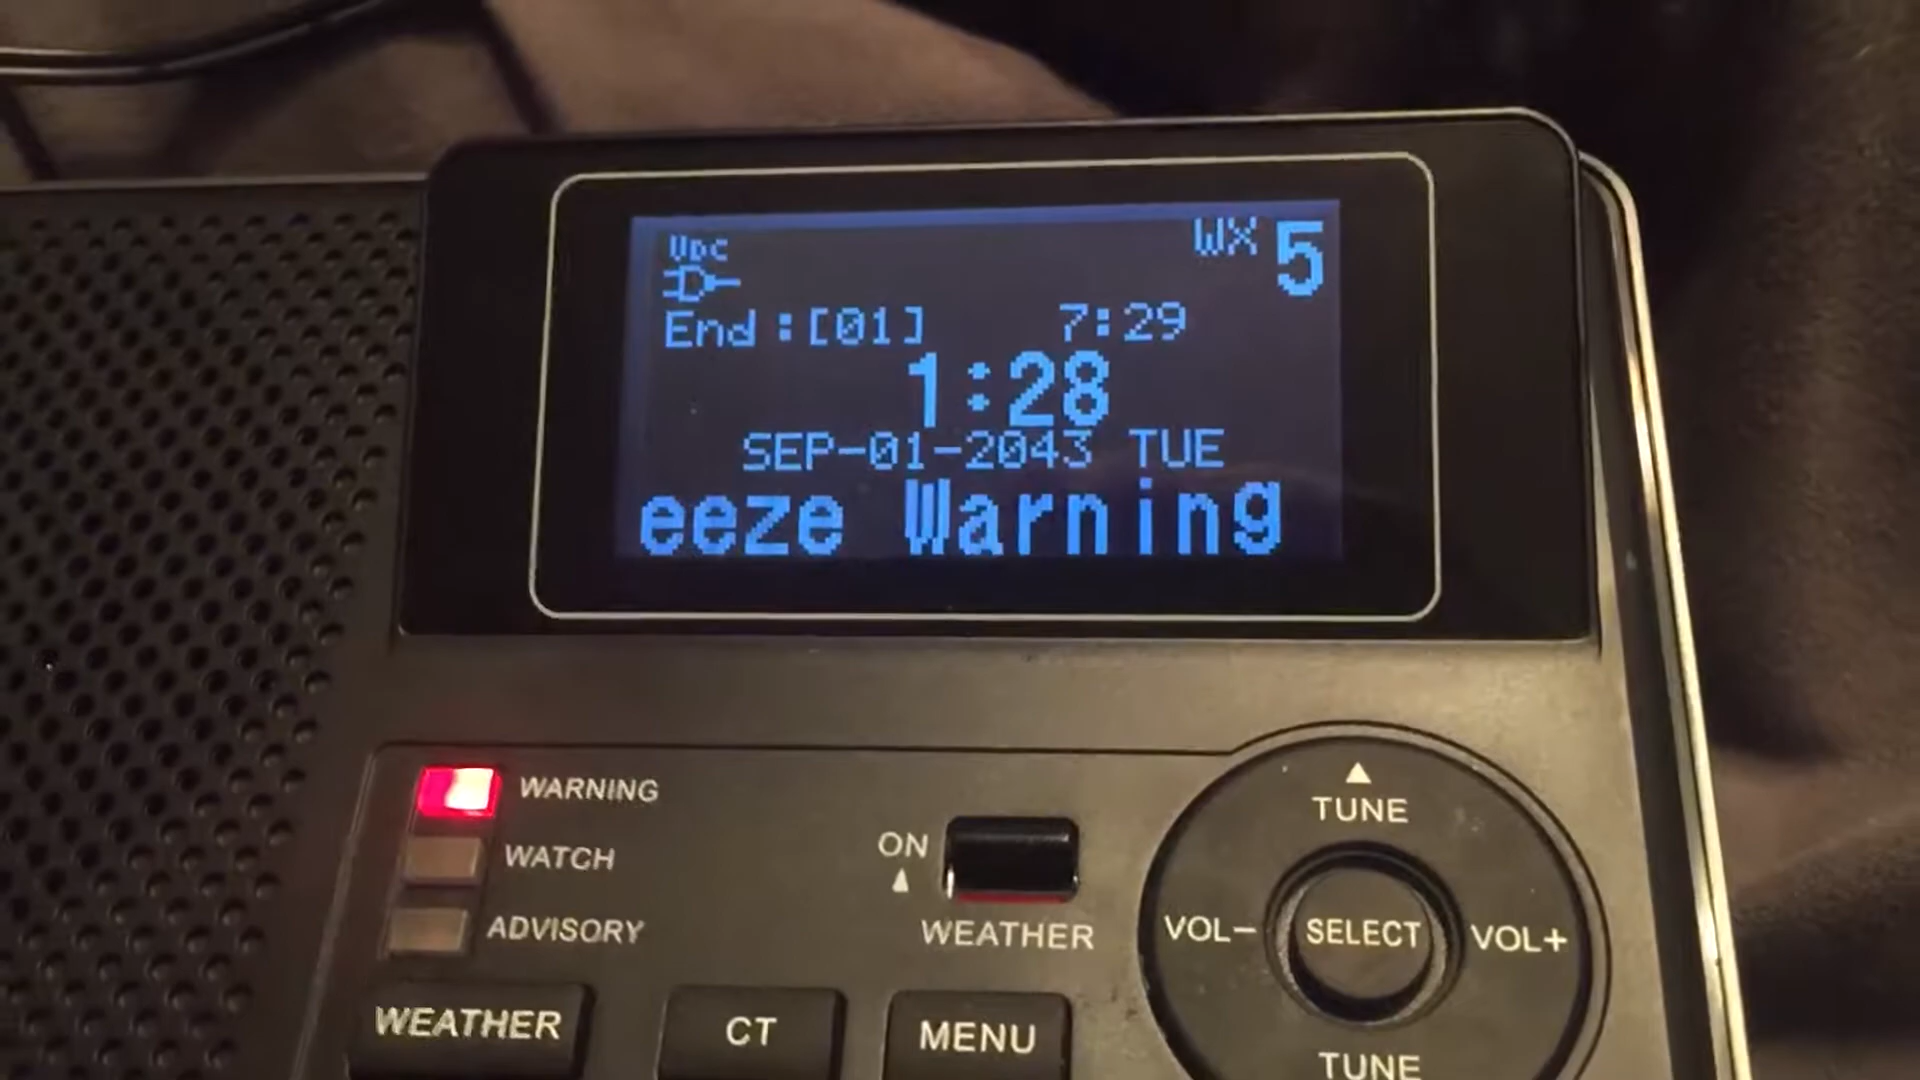 VDC
WX 5
End :[01] 7:29
1:28
SEP-01-2043 TUE
eeze Warning
WARNING
WATCH
ADVISORY
ON
WEATHER
TUNE
VOL-
SELECT
VOL+
WEATHER
CT
MENU
TUNE